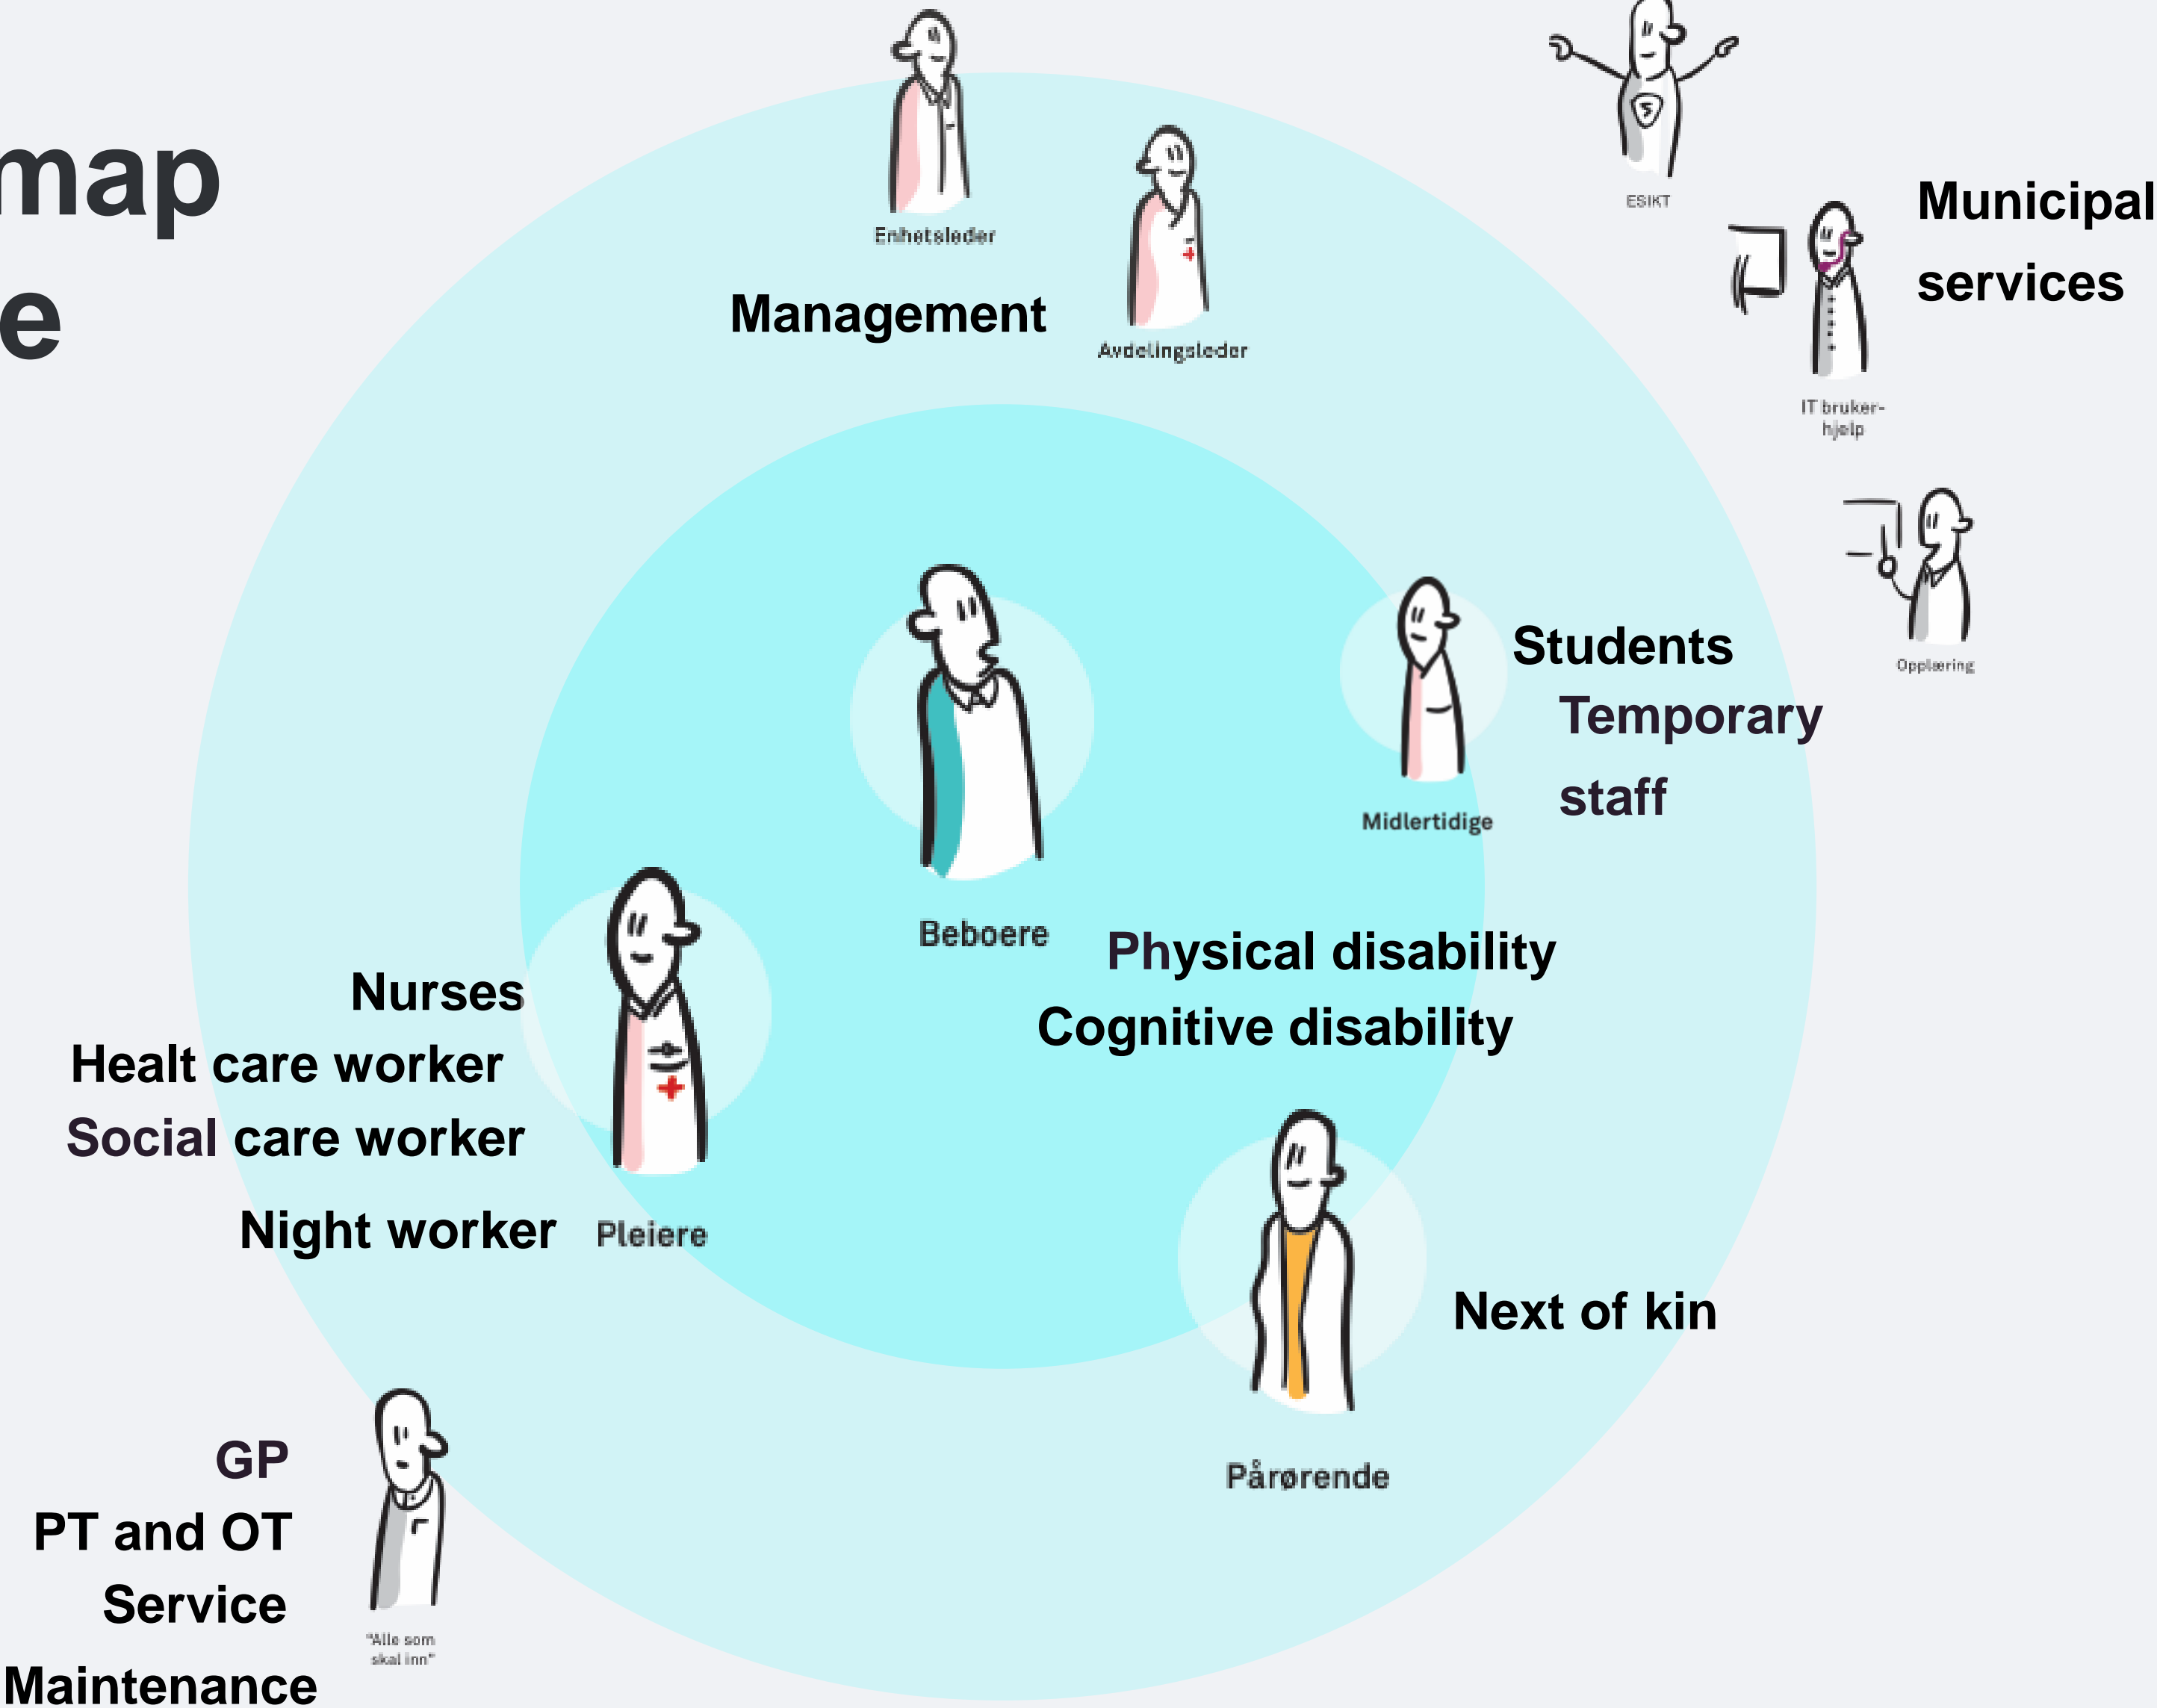 map
e
Enhetsleder
Management
Avdelingsleder
ESIKT
Municipal
services
IT bruker-
hjelp
Opplæring
Students
Temporary
staff
Midlertidige
Beboere
Physical disability
Cognitive disability
Nurses
Healt care worker
Social care worker
Night worker
Pleiere
Next of kin
Pårørende
GP
PT and OT
Service
Maintenance
"Alle som
skal inn"